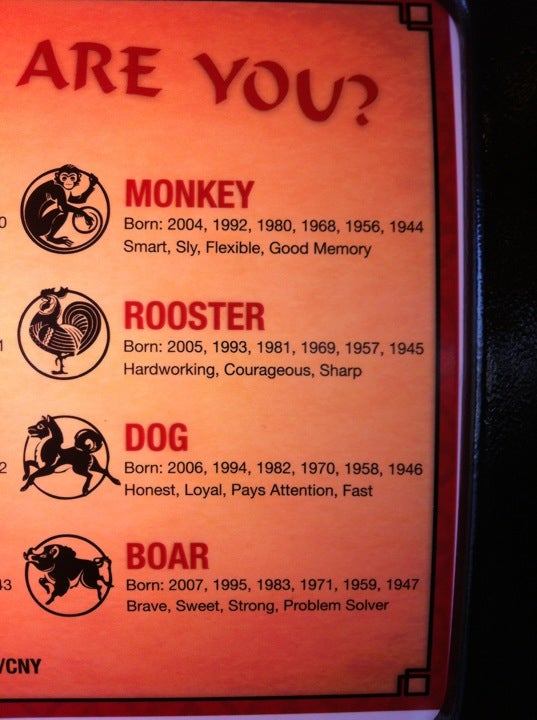 ARE YOU?
MONKEY
Born: 2004, 1992, 1980, 1968, 1956, 1944
Smart, Sly, Flexible, Good Memory
ROOSTER
Born: 2005, 1993, 1981, 1969, 1957, 1945
Hardworking, Courageous, Sharp
DOG
Born: 2006, 1994, 1982, 1970, 1958, 1946
Honest, Loyal, Pays Attention, Fast
BOAR
Born: 2007, 1995, 1983, 1971, 1959, 1947
Brave, Sweet, Strong, Problem Solver
/CNY